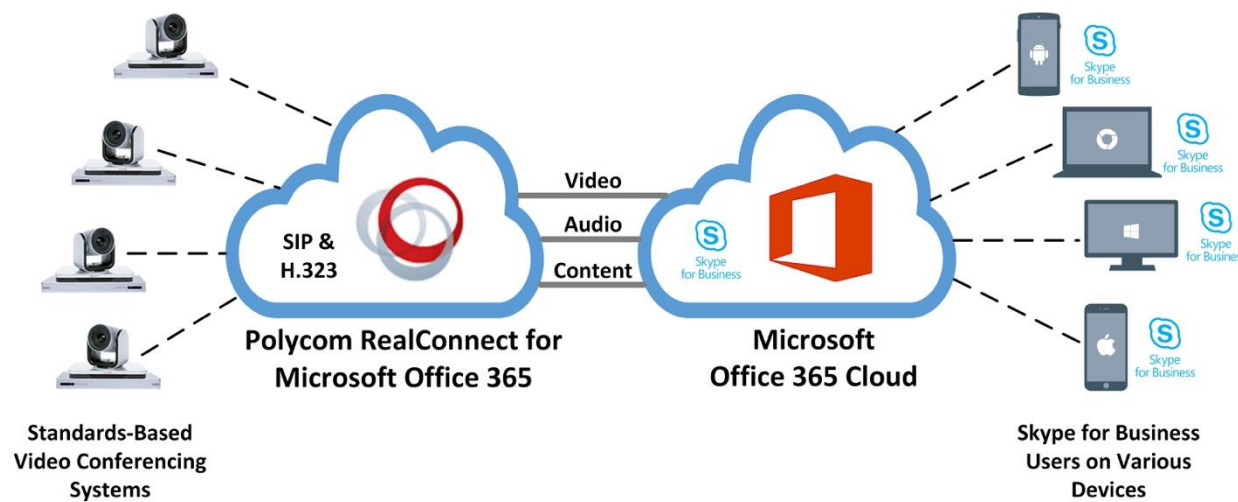 Skype
for Business
Skype
for Business
Skype
for Business
Skype
for Business
Video
Audio
Content
SIP &
H.323
Skype
for Business
Polycom RealConnect for
Microsoft Office 365
Microsoft
Office 365 Cloud
Standards-Based
Video Conferencing
Systems
Skype for Business
Users on Various
Devices